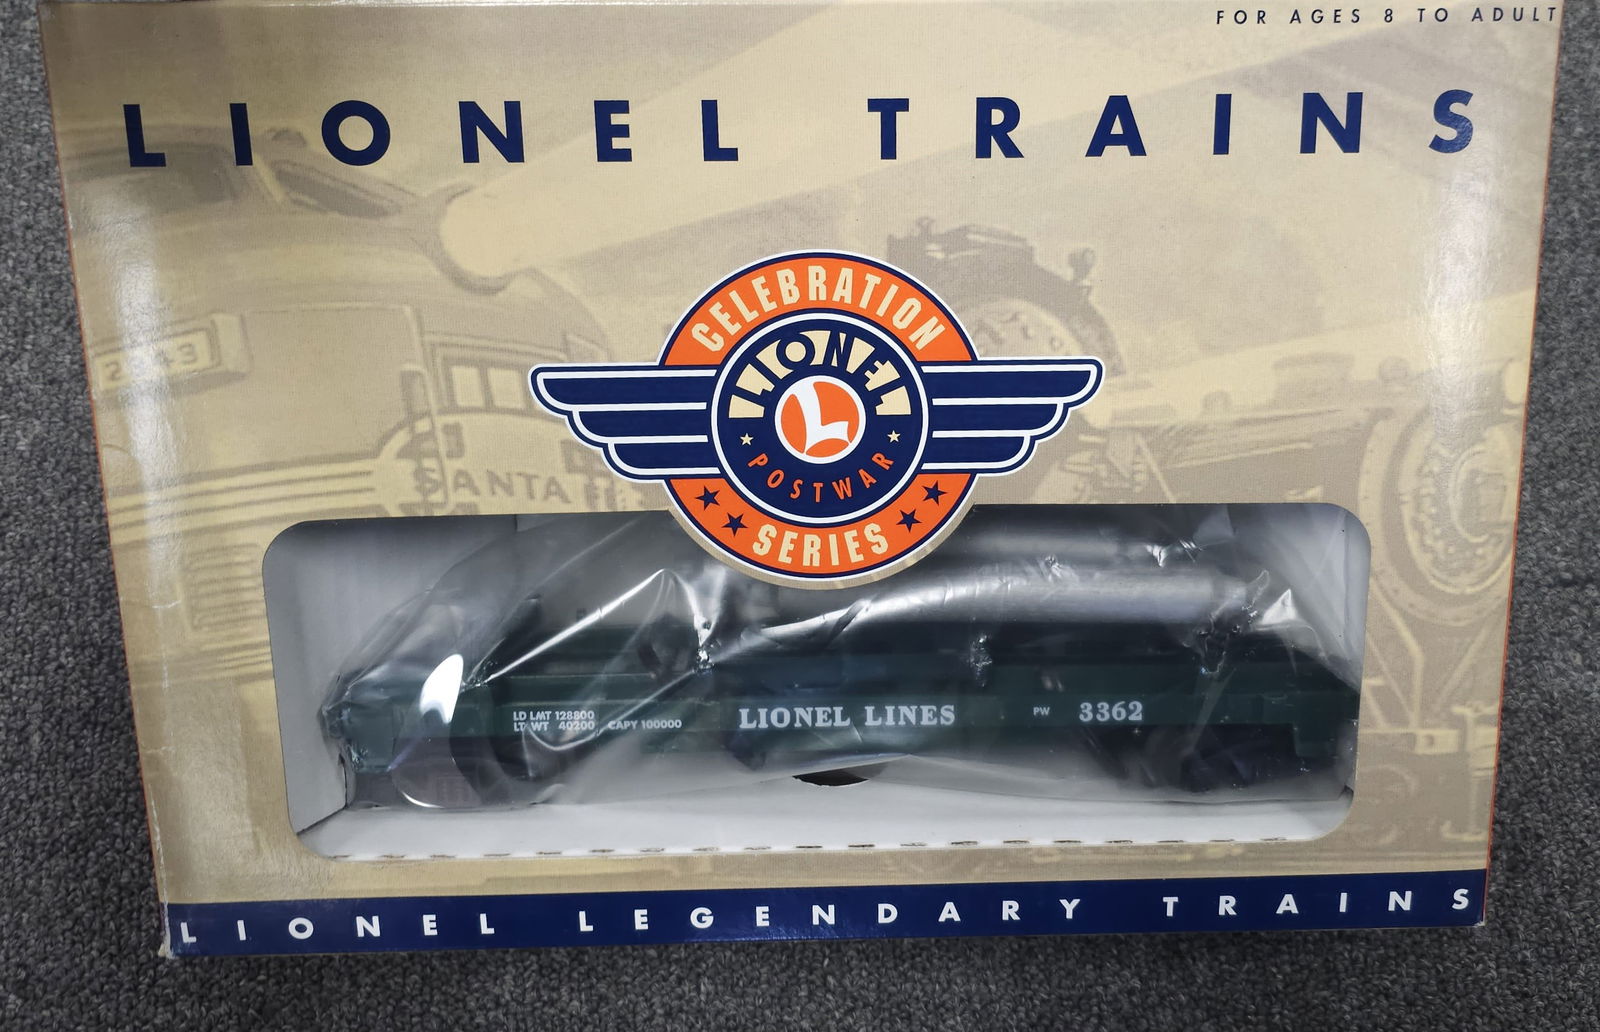 FOR AGES 8 TO ADULT
LIONEL TRAINS
CELEBRATION
LIONEL
L
POSTWAR
SERIES
SANTA
LD LMT 128800
LT WT 40200 CAPY 100000
LIONEL LINES
PW 3362
LIONEL LEGENDARY TRAINS